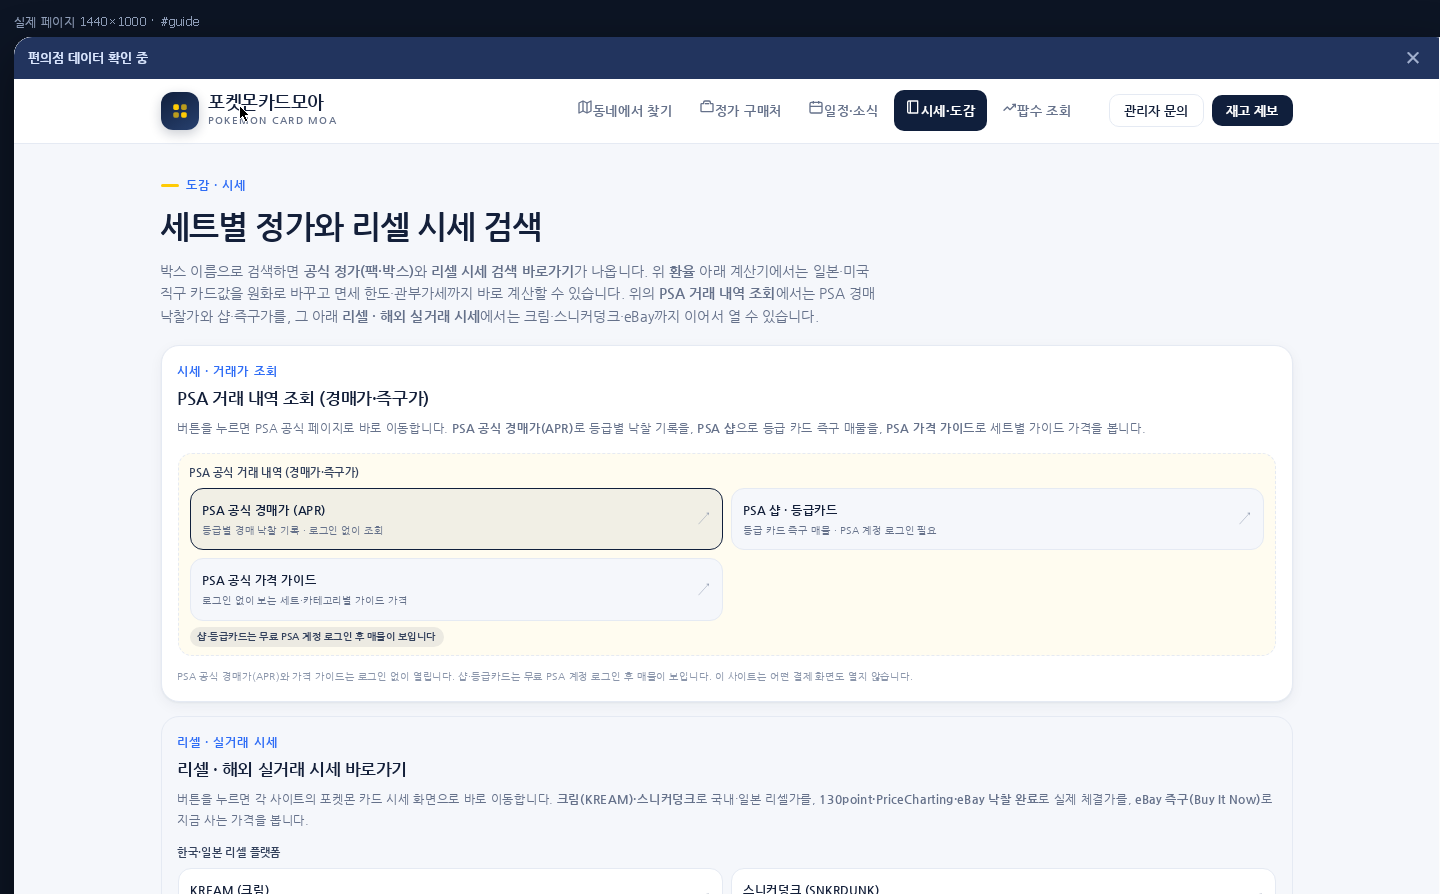 실제 페이지 1440×1000 · #guide
편의점 데이터 확인 중
포켓몬카드모아
POKEMON CARD MOA
동네에서 찾기
정가 구매처
일정·소식
시세·도감
팝수 조회
관리자 문의
재고 제보
도감 · 시세
세트별 정가와 리셀 시세 검색
박스 이름으로 검색하면 공식 정가(팩·박스)와 리셀 시세 검색 바로가기가 나옵니다. 위 환율 아래 계산기에서는 일본·미국
직구 카드값을 원화로 바꾸고 면세 한도·관부가세까지 바로 계산할 수 있습니다. 위의 PSA 거래 내역 조회에서는 PSA 경매
낙찰가와 샵·즉구가를, 그 아래 리셀 · 해외 실거래 시세에서는 크림·스니커덩크·eBay까지 이어서 열 수 있습니다.
시세 · 거래가 조회
PSA 거래 내역 조회 (경매가·즉구가)
버튼을 누르면 PSA 공식 페이지로 바로 이동합니다. PSA 공식 경매가(APR)로 등급별 낙찰 기록을, PSA 샵으로 등급 카드 즉구 매물을, PSA 가격 가이드로 세트별 가이드 가격을 봅니다.
PSA 공식 거래 내역 (경매가·즉구가)
PSA 공식 경매가 (APR)
등급별 경매 낙찰 기록 · 로그인 없이 조회
PSA 샵 · 등급카드
등급 카드 즉구 매물 · PSA 계정 로그인 필요
PSA 공식 가격 가이드
로그인 없이 보는 세트·카테고리별 가이드 가격
샵·등급카드는 무료 PSA 계정 로그인 후 매물이 보입니다
PSA 공식 경매가(APR)와 가격 가이드는 로그인 없이 열립니다. 샵·등급카드는 무료 PSA 계정 로그인 후 매물이 보입니다. 이 사이트는 어떤 결제 화면도 열지 않습니다.
리셀 · 실거래 시세
리셀 · 해외 실거래 시세 바로가기
버튼을 누르면 각 사이트의 포켓몬 카드 시세 화면으로 바로 이동합니다. 크림(KREAM)·스니커덩크로 국내·일본 리셀가를, 130point·PriceCharting·eBay 낙찰 완료로 실제 체결가를, eBay 즉구(Buy It Now)로
지금 사는 가격을 봅니다.
한국·일본 리셀 플랫폼
KREAM (크림)
스니커덩크 (SNKRDUNK)